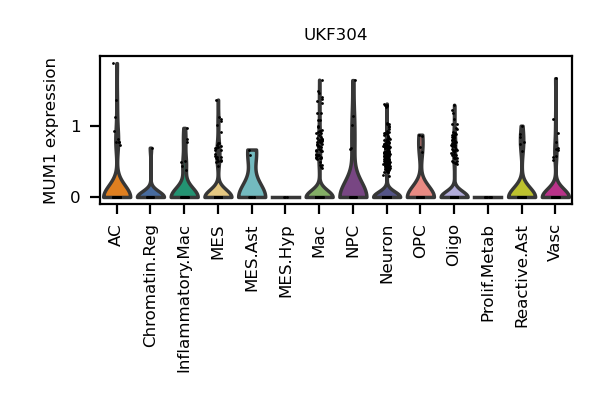 UKF304
MUM1 expression
1
0
AC
Chromatin.Reg
Inflammatory.Mac
MES
MES.Ast
MES.Hyp
Mac
NPC
Neuron
OPC
Oligo
Prolif.Metab
Reactive.Ast
Vasc